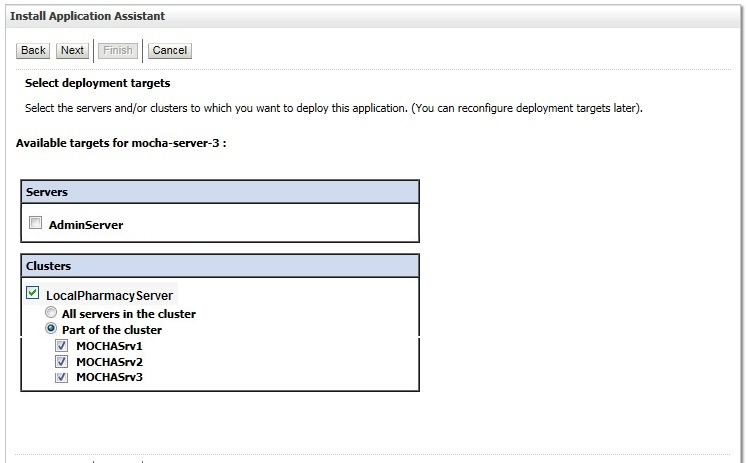 Install Application Assistant
Back Next Finish Cancel
Select deployment targets
Select the servers and/or clusters to which you want to deploy this application. (You can reconfigure deployment targets later).
Available targets for mocha-server-3 :
Servers
AdminServer
Clusters
LocalPharmacyServer
All servers in the cluster
Part of the cluster
MOCHASrv1
MOCHASrv2
MOCHASrv3